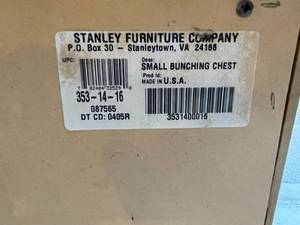 STANLEY FURNITURE COMPANY
P.O. Box 30 – Stanleytown, VA 24168
UPC: Desc:
SMALL BUNCHING CHEST
Prod Id:
MADE IN U.S.A.
353-14-16
087565 3531400016
DT CD: 0405R